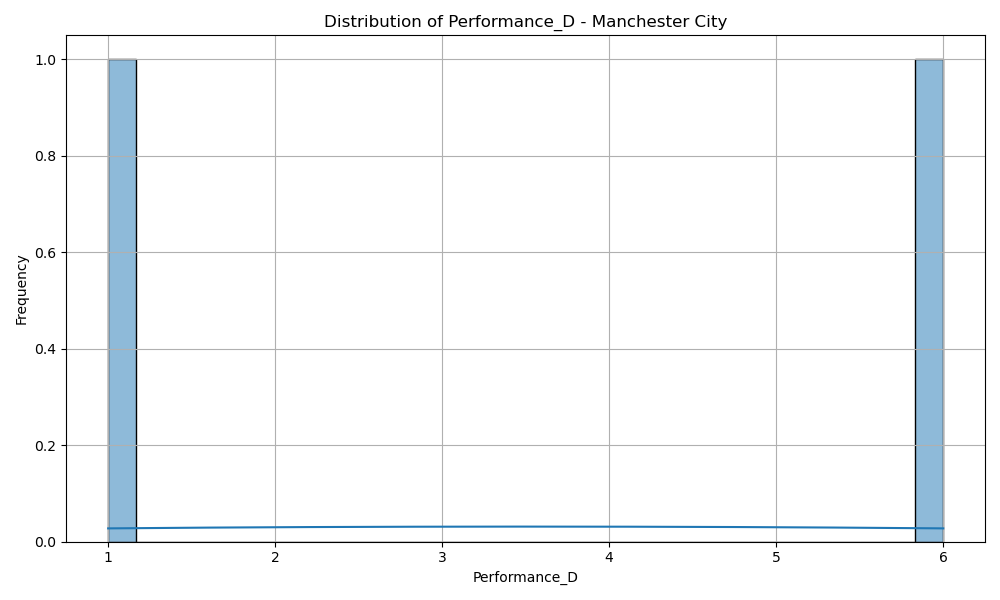 Distribution of Performance_D - Manchester City
1.0
0.8
0.6
0.4
0.2
0.0
Frequency
1 2 3 4 5 6
Performance_D